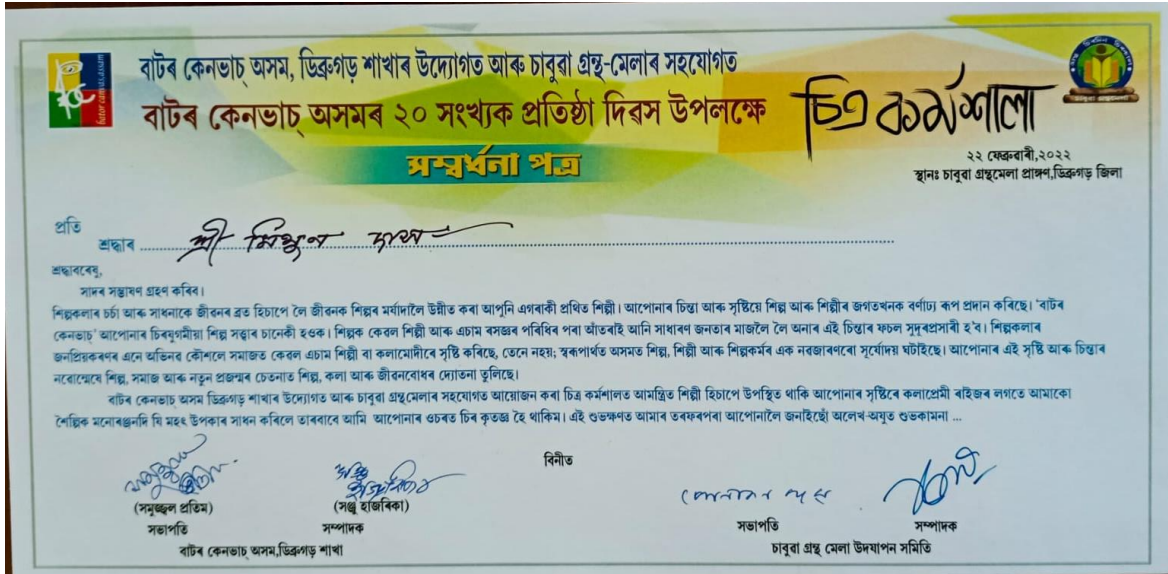 বাটৰ কেনভাচ্ অসম, ডিব্ৰুগড় শাখাৰ উদ্যোগত আৰু চাবুৱা গ্ৰন্থ-মেলাৰ সহযোগত
বাটৰ কেনভাচ্ অসমৰ ২০ সংখ্যক প্ৰতিষ্ঠা দিৱস উপলক্ষে
চিত্ৰ কৰ্মশালা
batar canvas assam
সম্বৰ্ধনা পত্ৰ
২২ ফেব্ৰুৱাৰী,২০২২
স্থানঃ চাবুৱা গ্ৰন্থমেলা প্ৰাঙ্গণ,ডিব্ৰুগড় জিলা
প্ৰতি
শ্ৰদ্ধাৰ শ্ৰী মিথুন দাস
শ্ৰদ্ধাবৰেষু,
সাদৰ সম্ভাষণ গ্ৰহণ কৰিব।
শিল্পকলাৰ চৰ্চা আৰু সাধনাকে জীৱনৰ ব্ৰত হিচাপে লৈ জীৱনক শিল্পৰ মৰ্যাদালৈ উন্নীত কৰা আপুনি এগৰাকী প্ৰথিত শিল্পী। আপোনাৰ চিন্তা আৰু সৃষ্টিয়ে শিল্প আৰু শিল্পীৰ জগতখনক বৰ্ণাঢ্য ৰূপ প্ৰদান কৰিছে। 'বাটৰ
কেনভাচ্' আপোনাৰ চিৰযুগমীয়া শিল্প সত্ত্বাৰ চানেকী হওক। শিল্পক কেৱল শিল্পী আৰু এচাম ৰসজ্ঞৰ পৰিধিৰ পৰা আঁতৰাই আনি সাধাৰণ জনতাৰ মাজলৈ লৈ অনাৰ এই চিন্তাৰ ফচল সুদূৰপ্ৰসাৰী হ'ব। শিল্পকলাৰ
জনপ্ৰিয়কৰণৰ এনে অভিনৱ কৌশলে সমাজত কেৱল এচাম শিল্পী বা কলামোদীৰে সৃষ্টি কৰিছে, তেনে নহয়; স্বৰূপাৰ্থত অসমত শিল্প, শিল্পী আৰু শিল্পকৰ্মৰ এক নৱজাৰণৰো সূৰ্যোদয় ঘটাইছে। আপোনাৰ এই সৃষ্টি আৰু চিন্তাৰ
নৱোন্মেষে শিল্প, সমাজ আৰু নতুন প্ৰজন্মৰ চেতনাত শিল্প, কলা আৰু জীৱনবোধৰ দ্যোতনা তুলিছে।
বাটৰ কেনভাচ্ অসম ডিব্ৰুগড় শাখাৰ উদ্যোগত আৰু চাবুৱা গ্ৰন্থমেলাৰ সহযোগত আয়োজন কৰা চিত্ৰ কৰ্মশালত আমন্ত্ৰিত শিল্পী হিচাপে উপস্থিত থাকি আপোনাৰ সৃষ্টিৰে কলাপ্ৰেমী ৰাইজৰ লগতে আমাকো
শৈল্পিক মনোৰঞ্জনদি যি মহৎ উপকাৰ সাধন কৰিলে তাৰবাবে আমি আপোনাৰ ওচৰত চিৰ কৃতজ্ঞ হৈ থাকিম। এই শুভক্ষণত আমাৰ তৰফৰপৰা আপোনালৈ জনাইছোঁ অলেখ-অযুত শুভকামনা ...
বিনীত
(সমুজ্জ্বল প্ৰতিম) (সঞ্জু হাজৰিকা)
সভাপতি সম্পাদক সভাপতি সম্পাদক
বাটৰ কেনভাচ্ অসম,ডিব্ৰুগড় শাখা চাবুৱা গ্ৰন্থ মেলা উদযাপন সমিতি